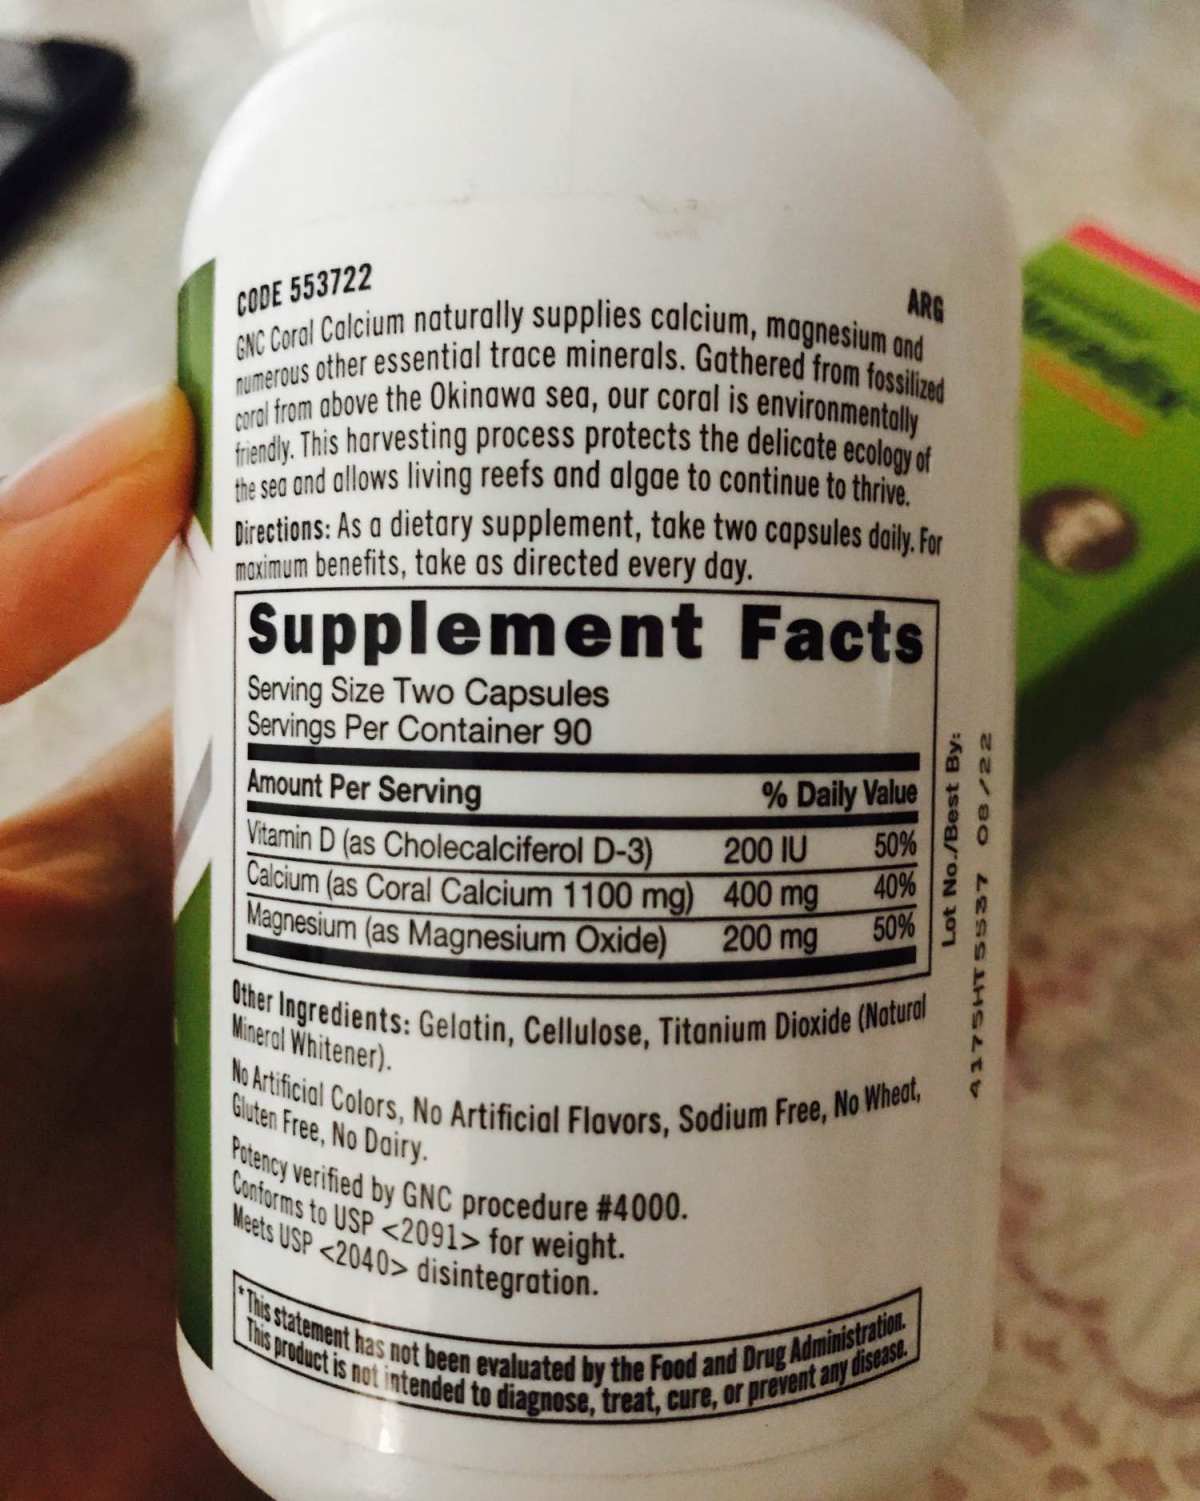 CODE 553722
ARG
GNC Coral Calcium naturally supplies calcium, magnesium and
numerous other essential trace minerals. Gathered from fossilized
coral from above the Okinawa sea, our coral is environmentally
friendly. This harvesting process protects the delicate ecology of
the sea and allows living reefs and algae to continue to thrive.
Directions: As a dietary supplement, take two capsules daily. For
maximum benefits, take as directed every day.
Supplement Facts
Serving Size Two Capsules
Servings Per Container 90
Amount Per Serving % Daily Value
Vitamin D (as Cholecalciferol D-3) 200 IU 50%
Calcium (as Coral Calcium 1100 mg) 400 mg 40%
Magnesium (as Magnesium Oxide) 200 mg 50%
Lot No./Best By:
4175HT5537 08/22
Other Ingredients: Gelatin, Cellulose, Titanium Dioxide (Natural
Mineral Whitener).
No Artificial Colors, No Artificial Flavors, Sodium Free, No Wheat,
Gluten Free, No Dairy.
Potency verified by GNC procedure #4000.
Conforms to USP <2091> for weight.
Meets USP <2040> disintegration.
*This statement has not been evaluated by the Food and Drug Administration.
This product is not intended to diagnose, treat, cure, or prevent any disease.